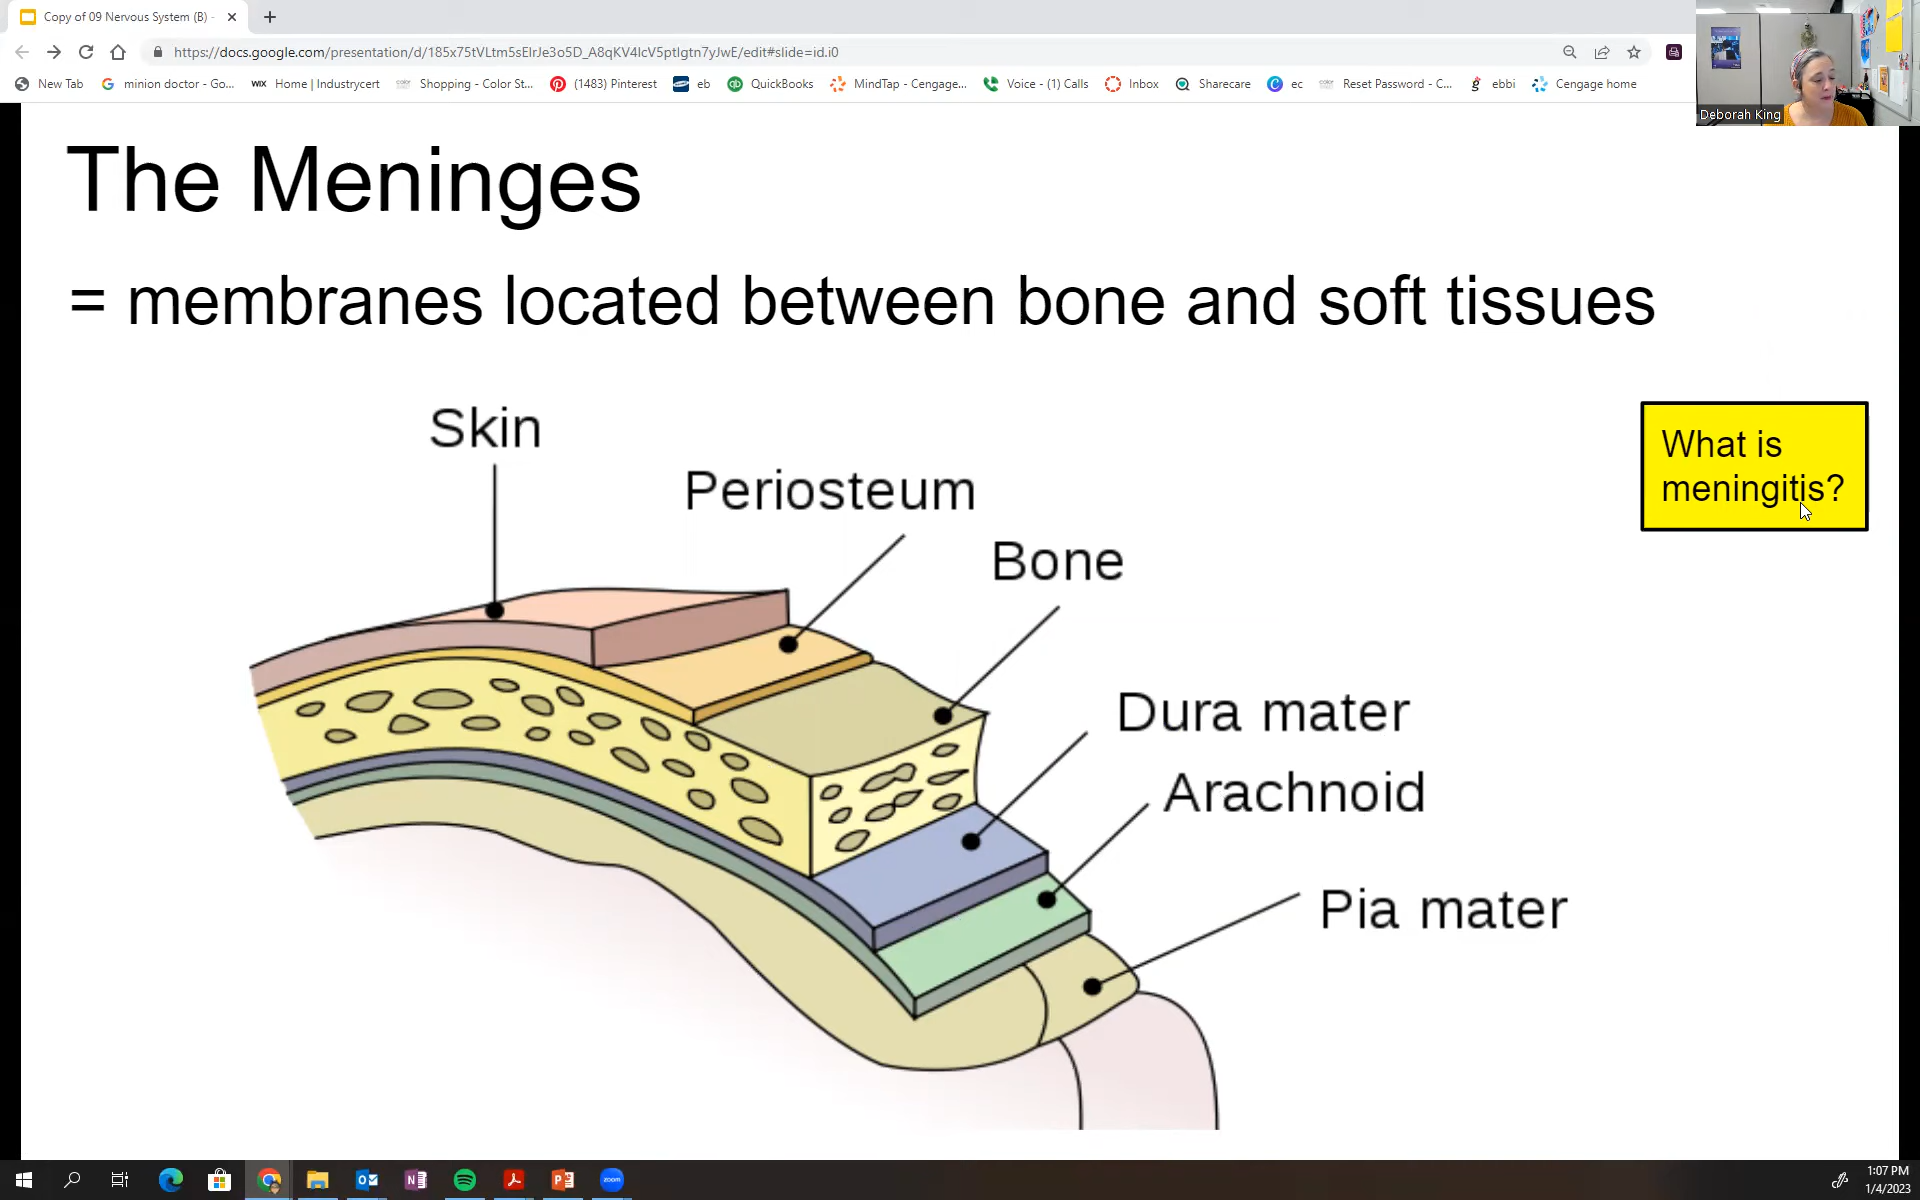 Copy of 09 Nervous System (B) -
https://docs.google.com/presentation/d/185x75tVLtm5sEIrJe3o5D_A8qKV4IcV5ptIgtn7yJwE/edit#slide=id.i0
New Tab
minion doctor - Go...
WIX Home | Industrycert
Shopping - Color St...
(1483) Pinterest
eb
QuickBooks
MindTap - Cengage...
Voice - (1) Calls
Inbox
Sharecare
ec
Reset Password - C...
ebbi
Cengage home
Deborah King
The Meninges
= membranes located between bone and soft tissues
Skin
Periosteum
Bone
What is
meningitis?
Dura mater
Arachnoid
Pia mater
zoom
1:07 PM
1/4/2023